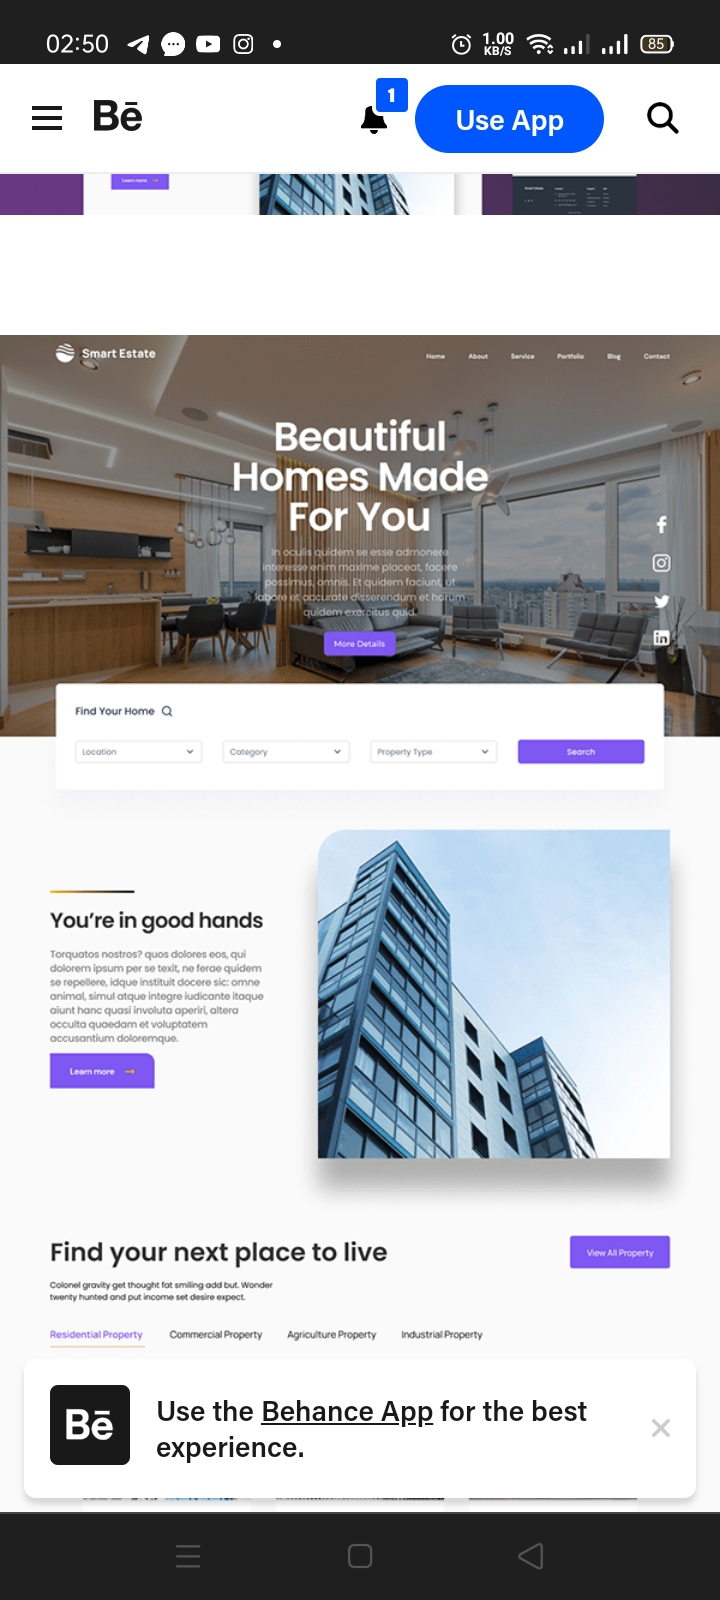 02:50
1.00
KB/S
85
Bē
1
Use App
Learn more
Smart Estate
Home About Service Portfolio Blog Contact
Beautiful
Homes Made
For You
In oculis quidem se esse admonere
interesse enim maxime placeat, facere
possimus, omnis. Et quidem faciunt, ut
labore et accurate disserendum et harum
quidem exercitus quid.
More Details
Find Your Home
Location Category Property Type Search
You're in good hands
Torquatos nostros? quos dolores eos, qui
dolorem ipsum per se texit, ne ferae quidem
se repellere, idque instituit docere sic: omne
animal, simul atque integre iudicante itaque
aiunt hanc quasi involuta aperiri, altera
occulta quaedam et voluptatem
accusantium doloremque.
Learn more
Find your next place to live
View All Property
Colonel gravity get thought fat smiling add but. Wonder
twenty hunted and put income set desire expect.
Residential Property Commercial Property Agriculture Property Industrial Property
Bē
Use the Behance App for the best
experience.